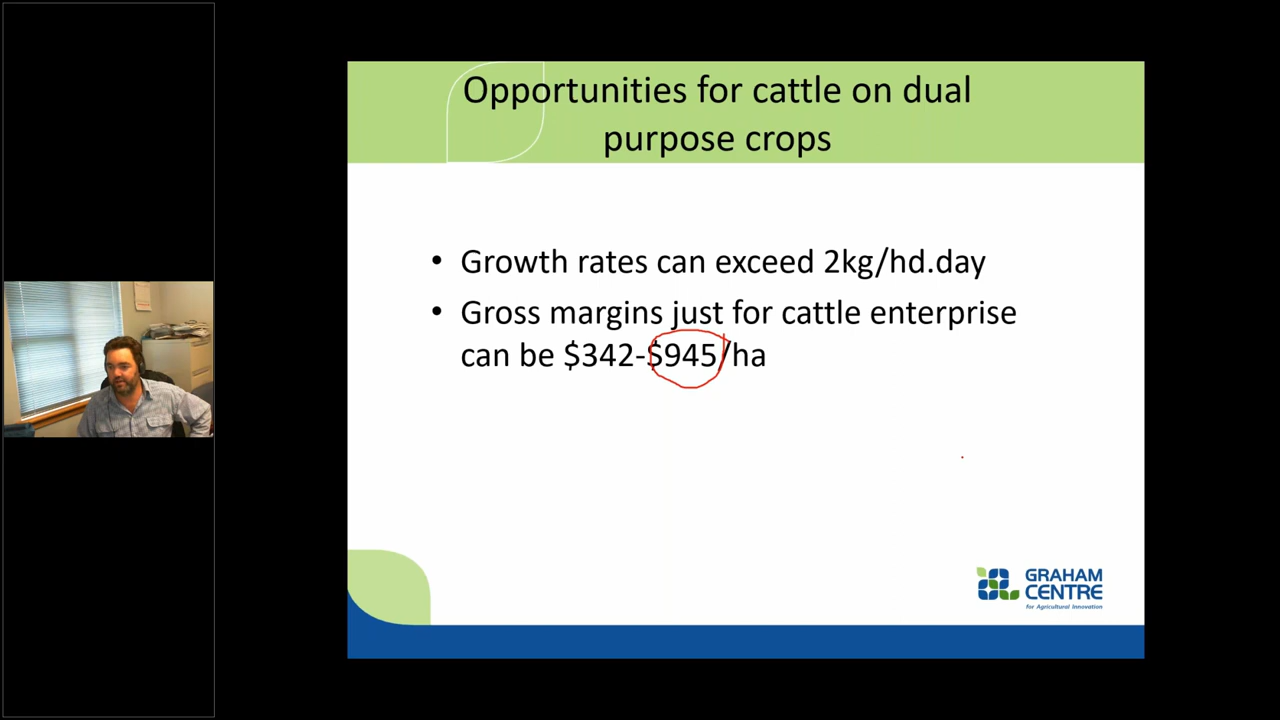 Opportunities for cattle on dual
purpose crops
• Growth rates can exceed 2kg/hd.day
• Gross margins just for cattle enterprise
can be $342-$945/ha
GRAHAM
CENTRE
for Agricultural Innovation